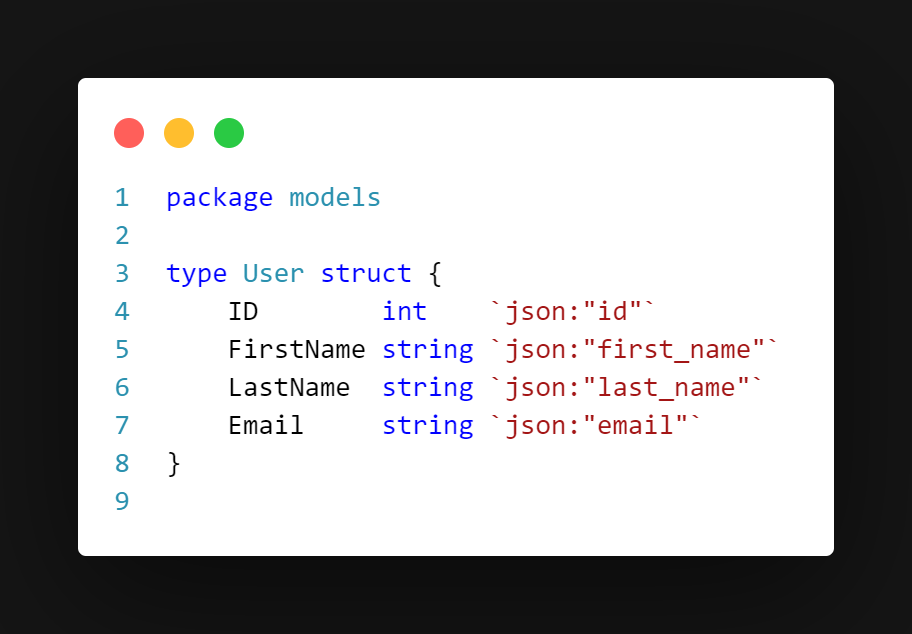 1 package models
2
3 type User struct {
4     ID        int    `json:"id"`
5     FirstName string `json:"first_name"`
6     LastName  string `json:"last_name"`
7     Email     string `json:"email"`
8 }
9